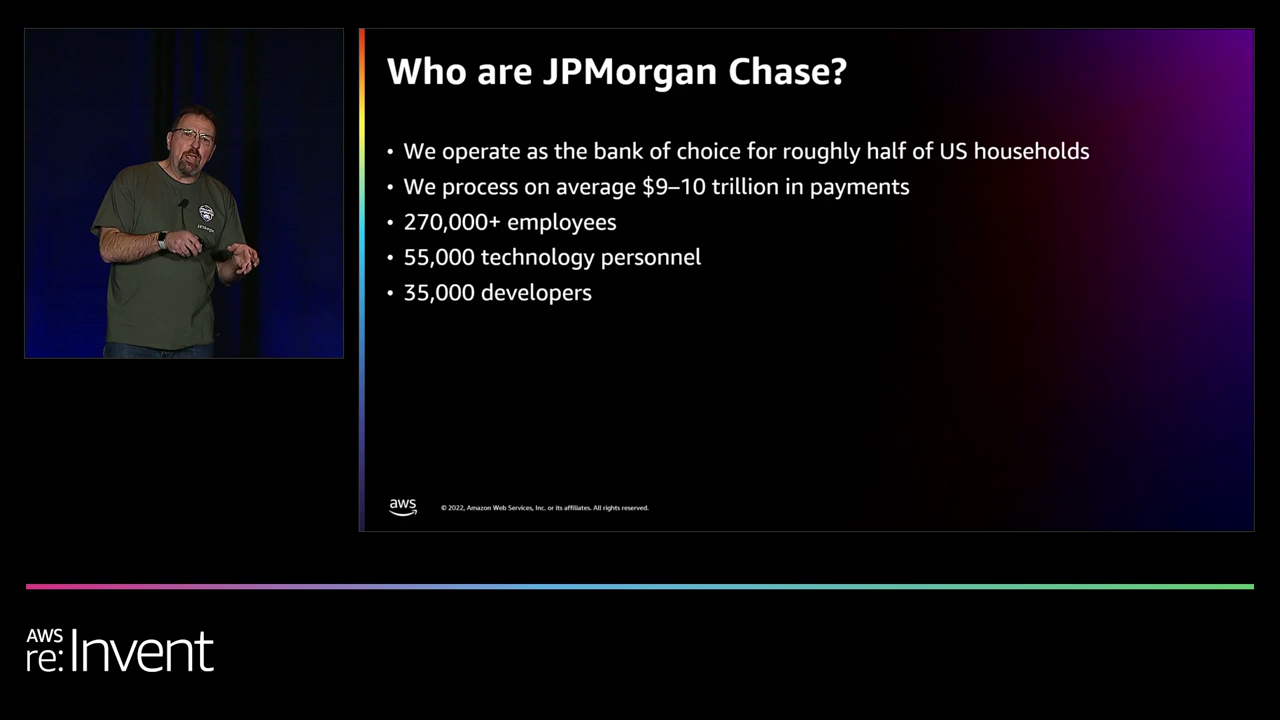 Who are JPMorgan Chase?
• We operate as the bank of choice for roughly half of US households
• We process on average $9–10 trillion in payments
• 270,000+ employees
• 55,000 technology personnel
• 35,000 developers
aws
© 2022, Amazon Web Services, Inc. or its affiliates. All rights reserved.
AWS
re:Invent